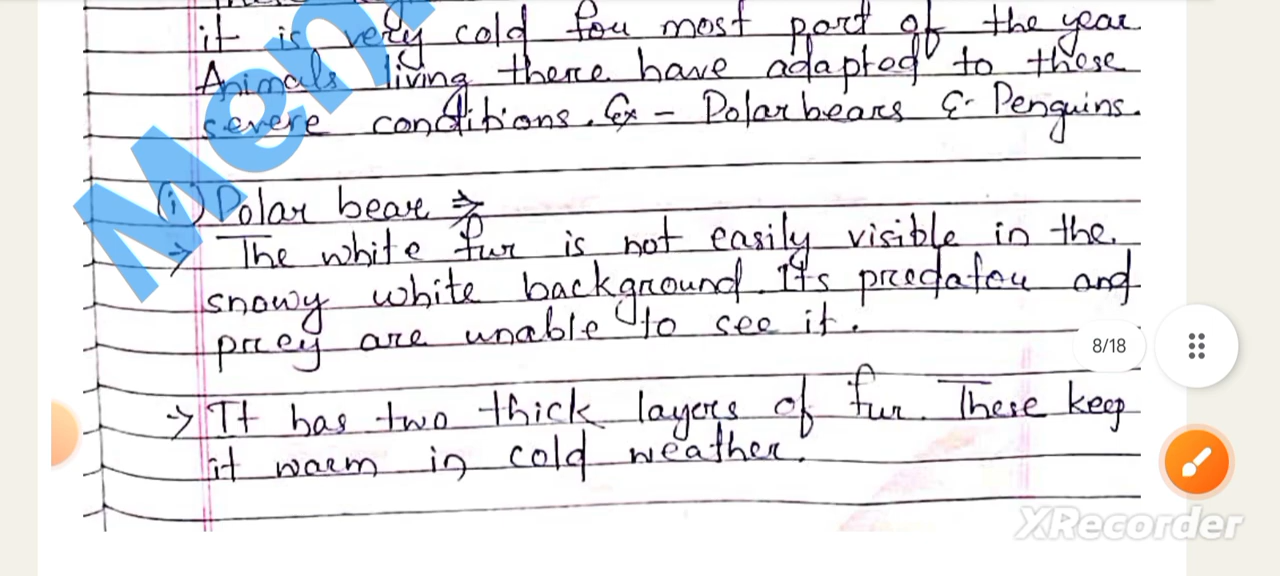 it is very cold for most part of the year
Animals living there have adapted to these
severe conditions. Ex - Polar bears & Penguins.
(i) Polar bear ⇒
→ The white fur is not easily visible in the
snowy white background. It's predator and
prey are unable to see it.
8/18
→ It has two thick layers of fur. These keep
it warm in cold weather.
Men
XRecorder